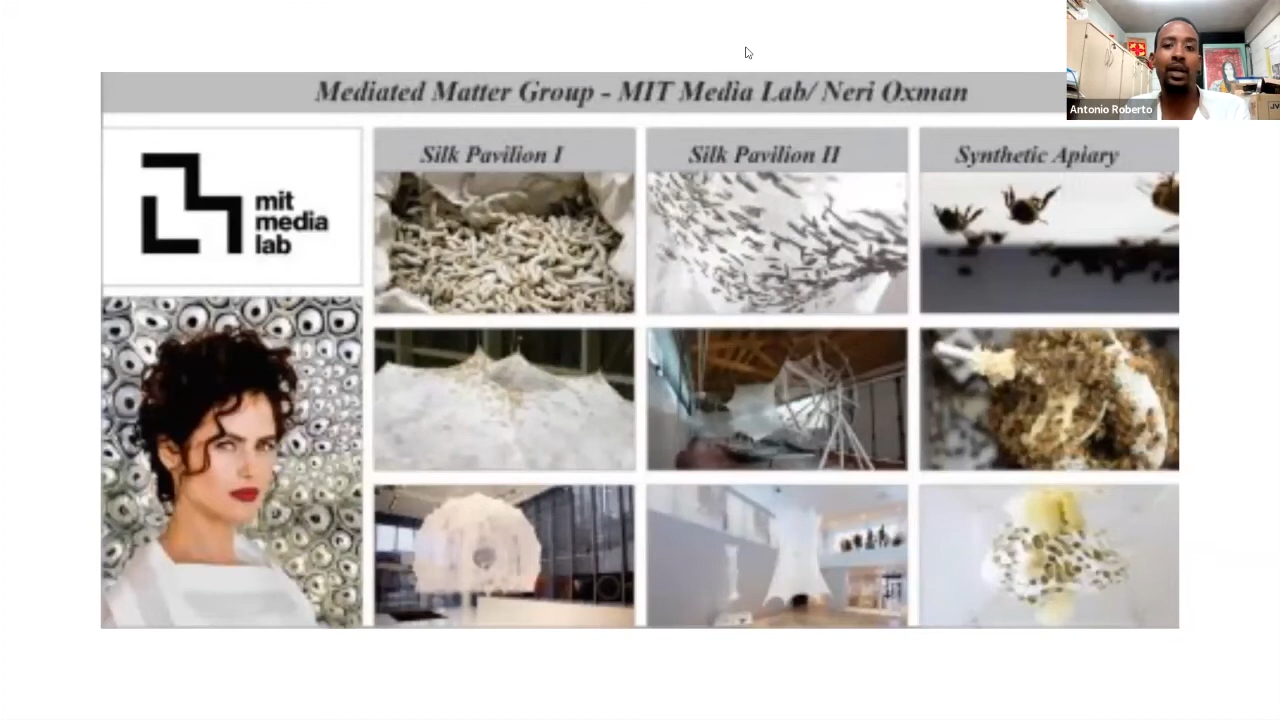 Mediated Matter Group - MIT Media Lab/ Neri Oxman
Antonio Roberto
mit
media
lab
Silk Pavilion I
Silk Pavilion II
Synthetic Apiary